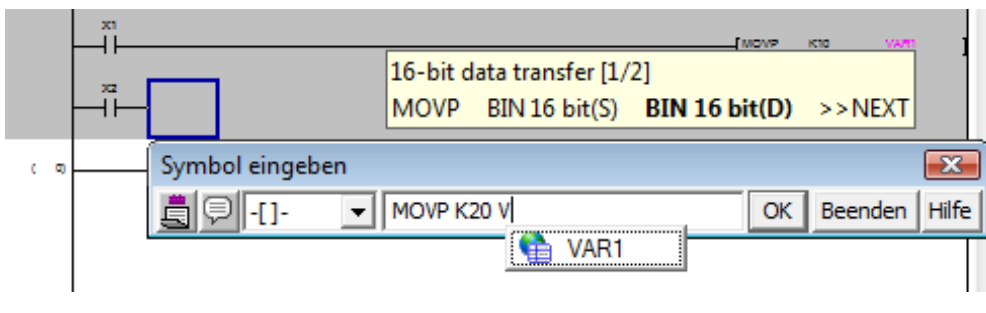 X1
[MOVP K10 VAR1 ]
16-bit data transfer [1/2]
MOVP BIN 16 bit(S) BIN 16 bit(D) >>NEXT
X2
Symbol eingeben
-[ ]- MOVP K20 V OK Beenden Hilfe
VAR1